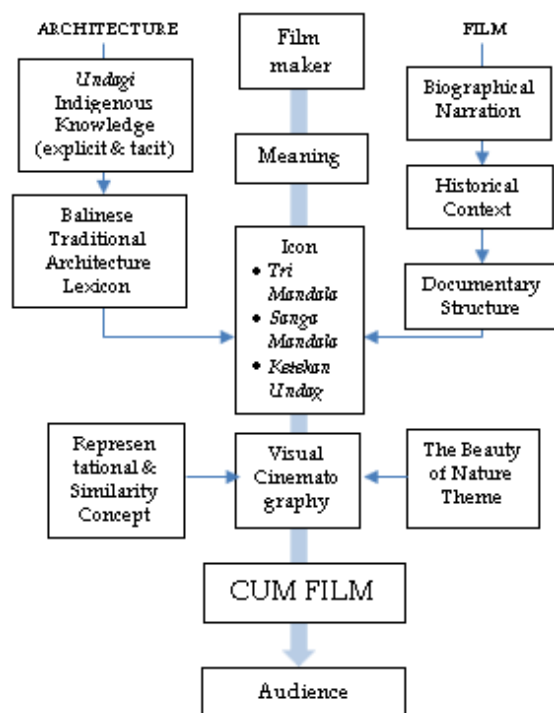 ARCHITECTURE
Undagi
Indigenous
Knowledge
(explicit & tacit)
Balinese
Traditional
Architecture
Lexicon
Film
maker
Meaning
Icon
• Tri
Mandala
• Sanga
Mandala
• Ketekan
Undag
FILM
Biographical
Narration
Historical
Context
Documentary
Structure
Represen
tational &
Similarity
Concept
Visual
Cinemato
graphy
The Beauty
of Nature
Theme
CUM FILM
Audience